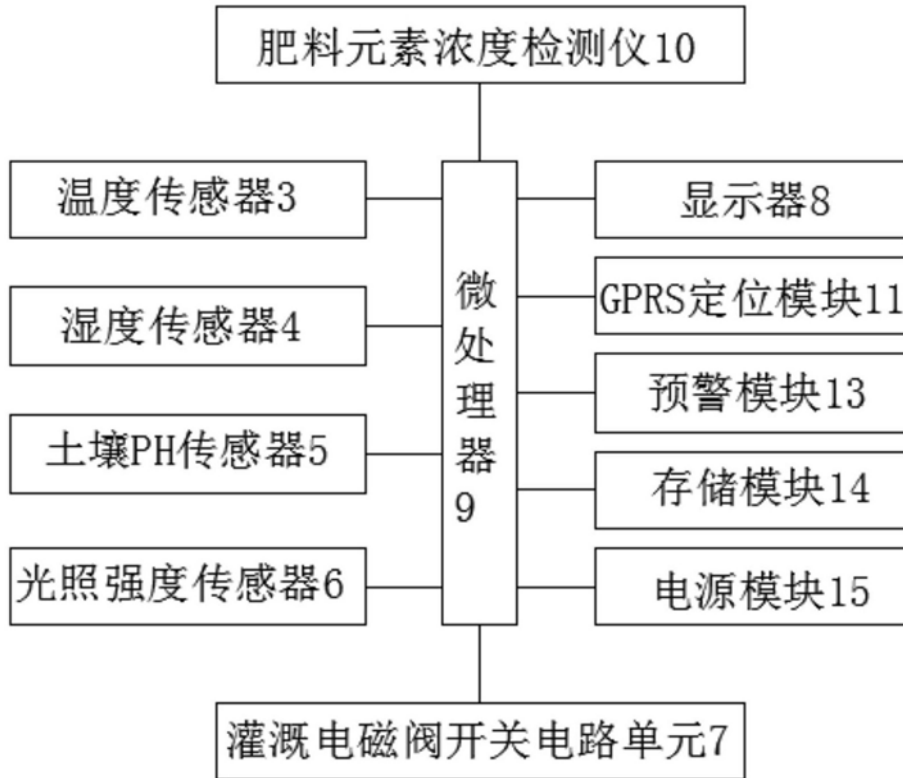 肥料元素浓度检测仪10
温度传感器3
显示器8
微处理器9
GPRS定位模块11
湿度传感器4
预警模块13
土壤PH传感器5
存储模块14
光照强度传感器6
电源模块15
灌溉电磁阀开关电路单元7